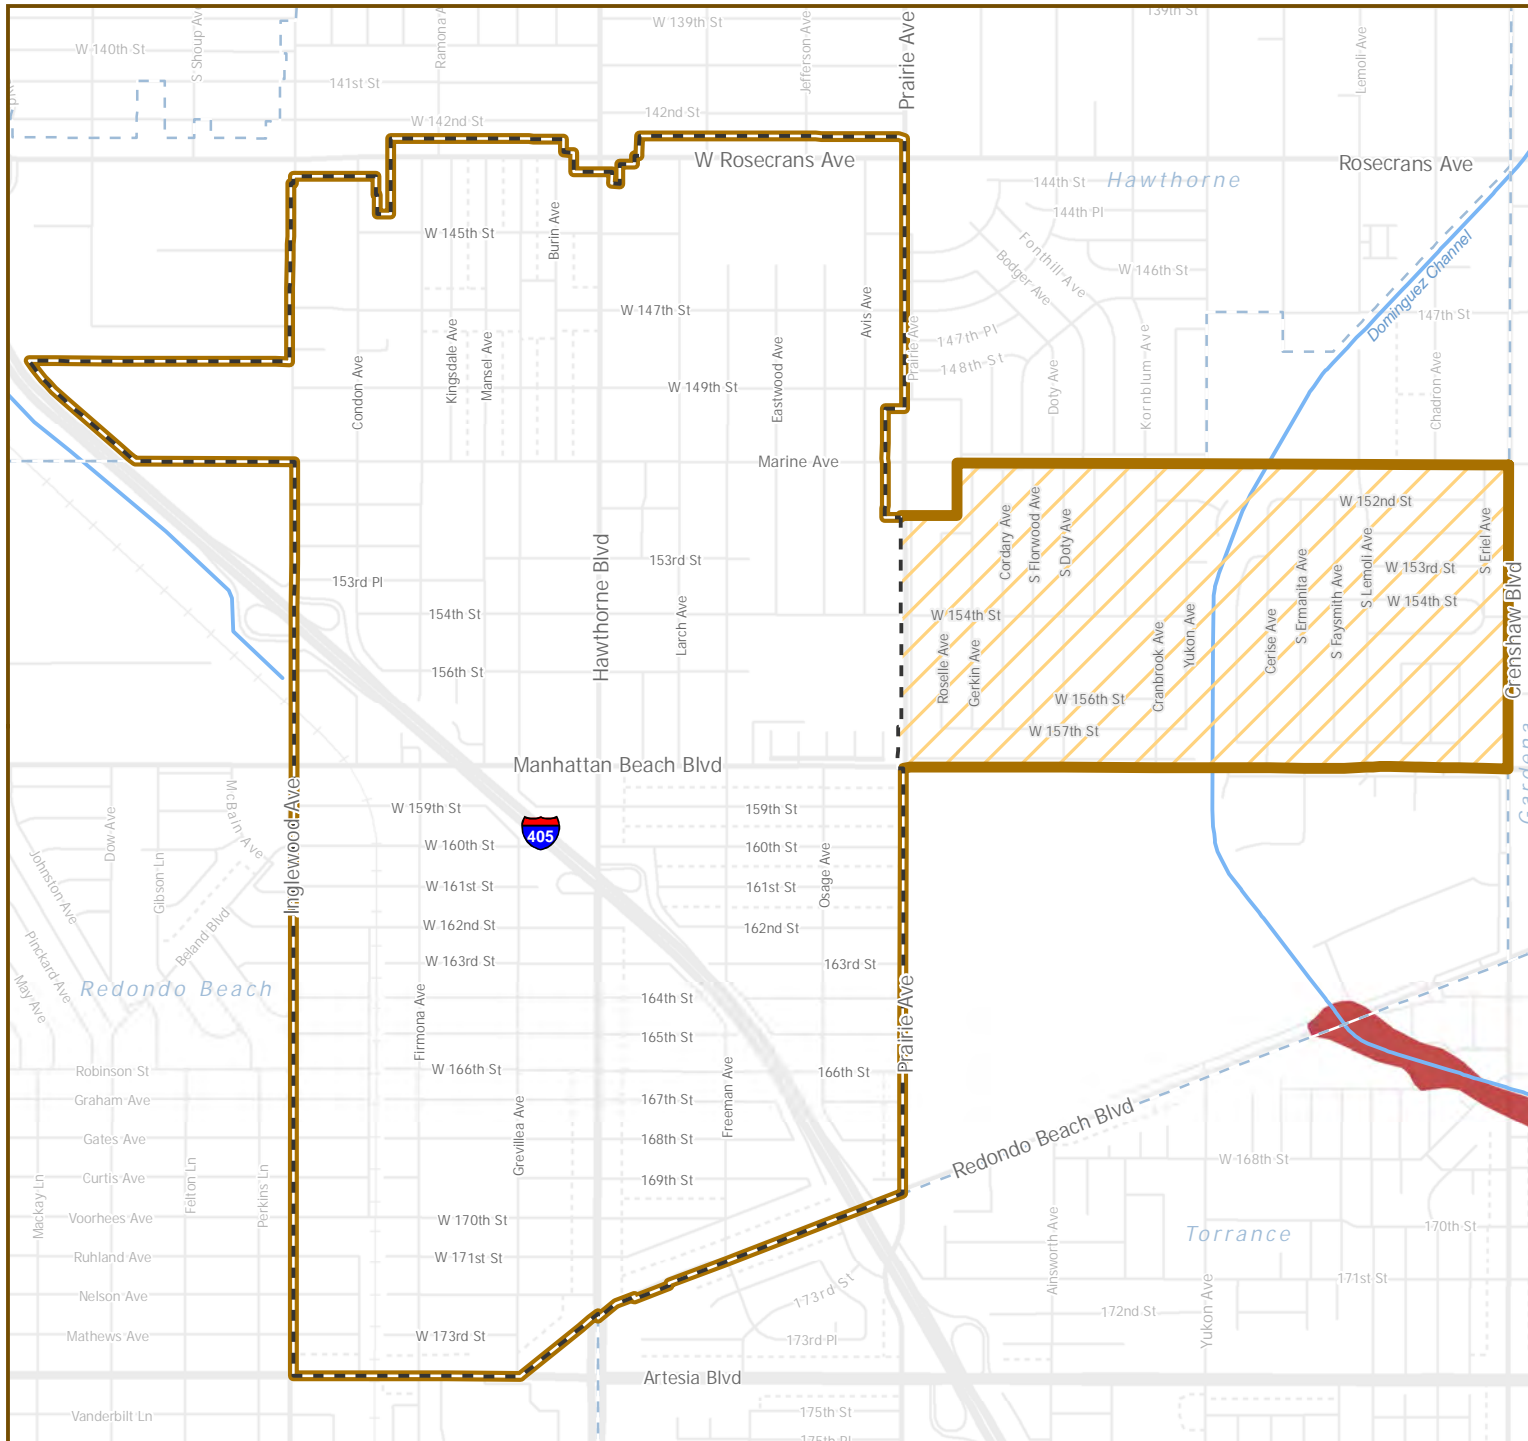 139th St
W 139th St
W 140th St
S Shoup Av
Ramona A
Jefferson Ave
Prairie Ave
Lemoli Ave
141st St
142nd St
W 142nd St
W Rosecrans Ave
Rosecrans Ave
Hawthorne
144th St
144th Pl
W 145th St
Burin Ave
Fonthill Ave
Bodger Ave
W 146th St
Dominguez Channel
W 147th St
Avis Ave
Prairie Ave
147th Pl
147th St
148th St
Kornblum Ave
Doty Ave
Chadron Ave
Condon Ave
Kingsdale Ave
Mansel Ave
W 149th St
Eastwood Ave
Marine Ave
W 152nd St
Cordary Ave
S Florwood Ave
S Doty Ave
S Eriel Ave
S Lemoli Ave
S Ermanita Ave
S Faysmith Ave
W 153rd St
W 154th St
Crenshaw Blvd
Hawthorne Blvd
153rd St
153rd Pl
154th St
Larch Ave
W 154th St
Roselle Ave
Gerkin Ave
Cranbrook Ave
Yukon Ave
Cerise Ave
156th St
W 156th St
W 157th St
Gardena
Manhattan Beach Blvd
Inglewood Ave
McBain Ave
Dow Ave
Johnston Ave
Gibson Ln
Beland Blvd
Pinckard Ave
May Ave
Redondo Beach
W 159th St
159th St
405
W 160th St
160th St
Osage Ave
W 161st St
161st St
W 162nd St
162nd St
W 163rd St
163rd St
164th St
Firmona Ave
Prairie Ave
165th St
Robinson St
W 166th St
166th St
Freeman Ave
Graham Ave
167th St
Grevillea Ave
Redondo Beach Blvd
Gates Ave
168th St
W 168th St
Curtis Ave
169th St
Mackay Ln
Felton Ln
Perkins Ln
Voorhees Ave
W 170th St
170th St
Torrance
Ainsworth Ave
Ruhland Ave
W 171st St
171st St
Nelson Ave
173rd St
172nd St
Yukon Ave
Mathews Ave
W 173rd St
173rd Pl
Artesia Blvd
Vanderbilt Ln
175th St
175th Pl